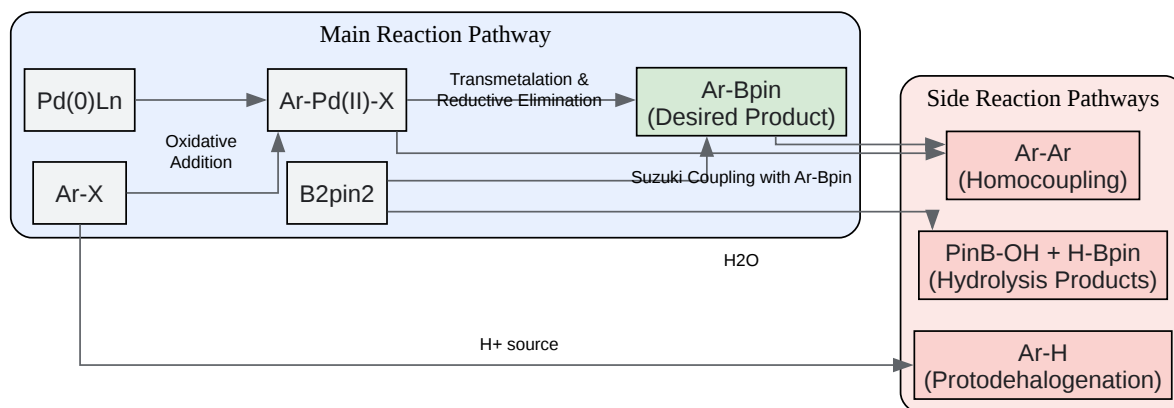 Main Reaction Pathway
Pd(0)Ln
Ar-Pd(II)-X
Transmetalation &
Reductive Elimination
Ar-Bpin
(Desired Product)
Oxidative
Addition
Ar-X
B2pin2
Suzuki Coupling with Ar-Bpin
H2O
H+ source
Side Reaction Pathways
Ar-Ar
(Homocoupling)
PinB-OH + H-Bpin
(Hydrolysis Products)
Ar-H
(Protodehalogenation)